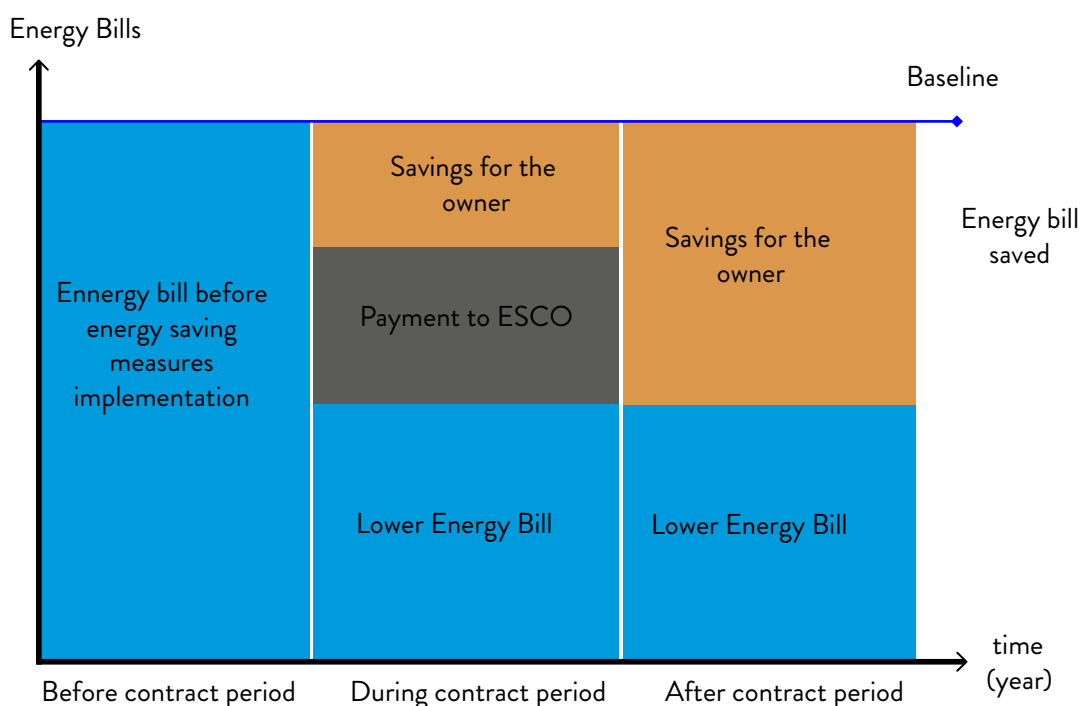 Energy Bills
Baseline
Savings for the
owner
Energy bill
saved
Savings for the
owner
Ennergy bill before
energy saving
measures
implementation
Payment to ESCO
Lower Energy Bill
Lower Energy Bill
time
(year)
Before contract period
During contract period
After contract period